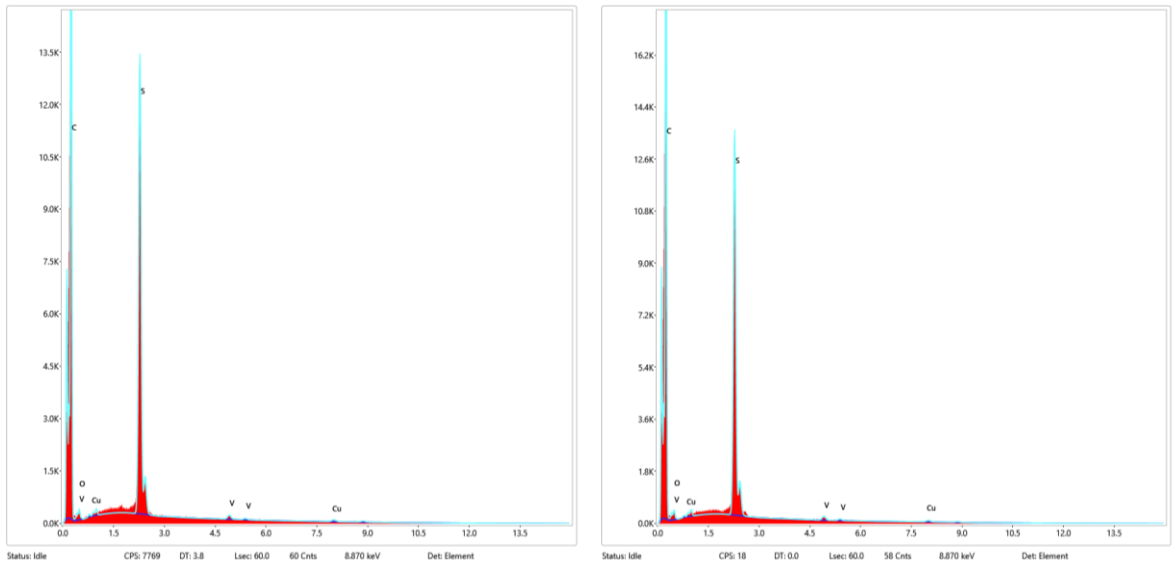 13.5K
12.0K
10.5K
9.0K
7.5K
6.0K
4.5K
3.0K
1.5K
0.0K
C
S
O
V
Cu
V
V
Cu
0.0 1.5 3.0 4.5 6.0 7.5 9.0 10.5 12.0 13.5
Status: Idle CPS: 7769 DT: 3.8 Lsec: 60.0 60 Cnts 8.870 keV Det: Element
16.2K
14.4K
12.6K
10.8K
9.0K
7.2K
5.4K
3.6K
1.8K
0.0K
C
S
O
V
Cu
V
V
Cu
0.0 1.5 3.0 4.5 6.0 7.5 9.0 10.5 12.0 13.5
Status: Idle CPS: 18 DT: 0.0 Lsec: 60.0 58 Cnts 8.870 keV Det: Element